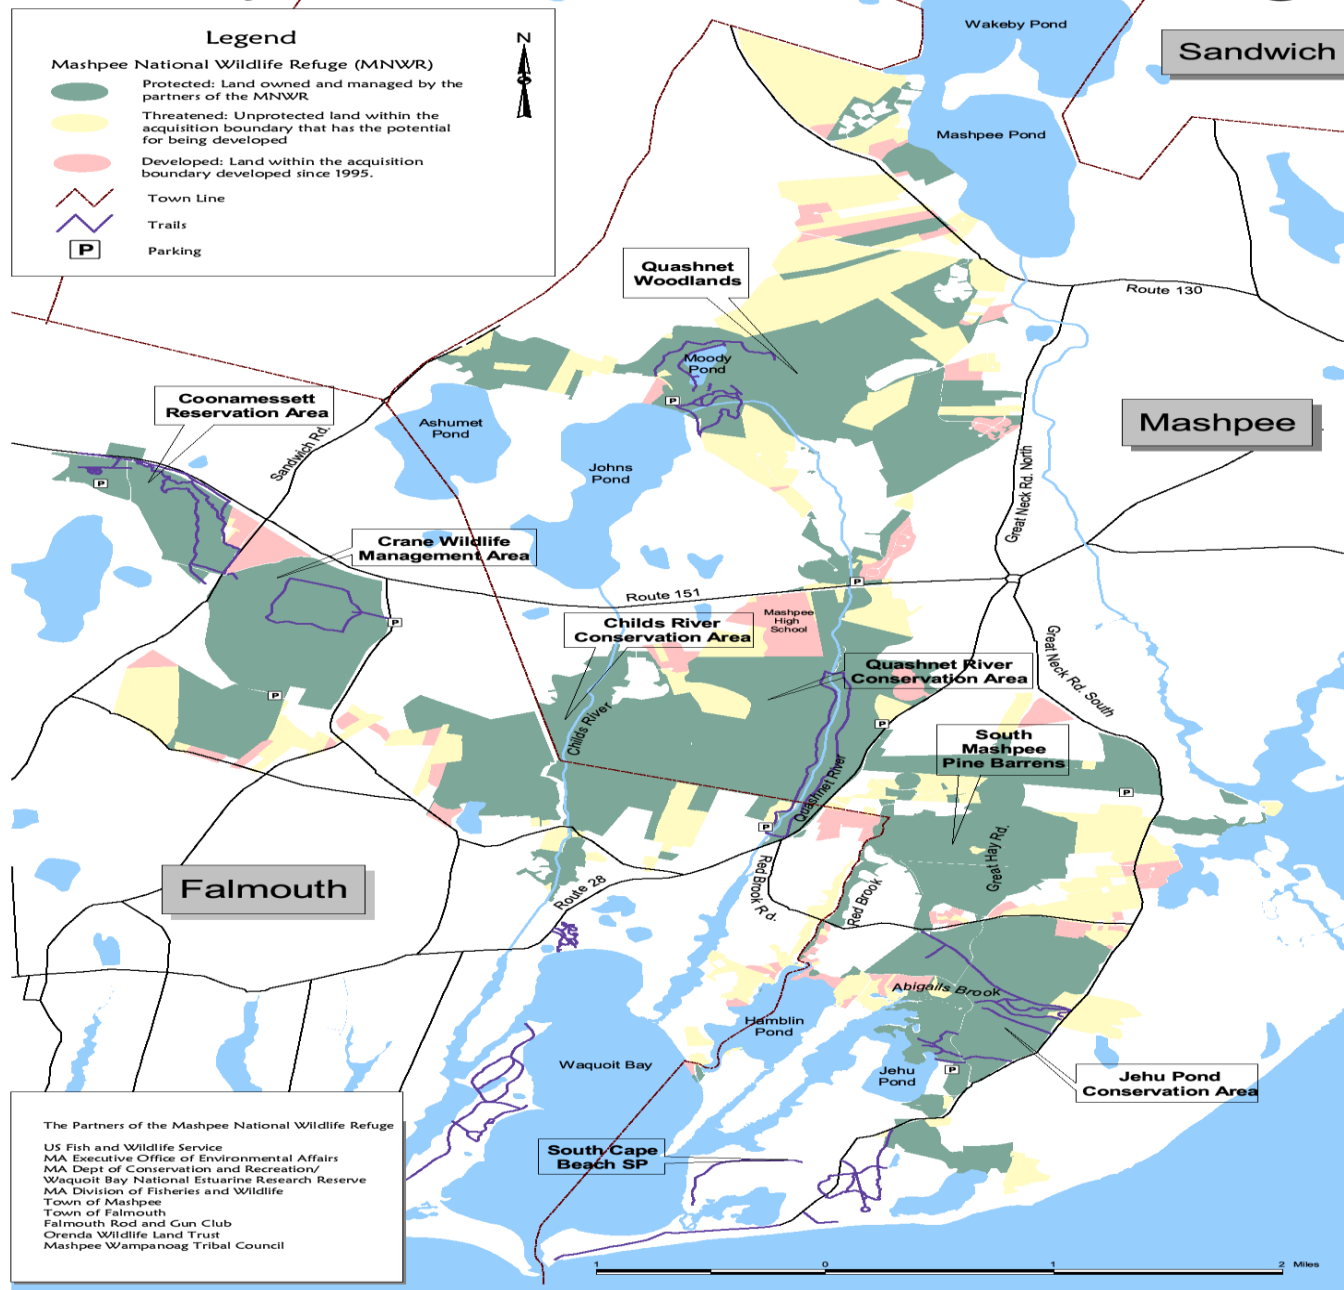 Legend
N
Mashpee National Wildlife Refuge (MNWR)
Protected: Land owned and managed by the
partners of the MNWR
Threatened: Unprotected land within the
acquisition boundary that has the potential
for being developed
Developed: Land within the acquisition
boundary developed since 1995.
Town Line
Trails
P
Parking
Wakeby Pond
Sandwich
Mashpee Pond
Quashnet
Woodlands
Route 130
Moody
Pond
P
Coonamessett
Reservation Area
Ashumet
Pond
Mashpee
Sandwich Rd.
Johns
Pond
Great Neck Rd. North
P
Crane Wildlife
Management Area
P
Route 151
Mashpee
High
School
Childs River
Conservation Area
P
Great Neck Rd. South
Quashnet River
Conservation Area
P
Childs River
P
South
Mashpee
Pine Barrens
Quashnet River
P
P
Great Hay Rd.
Falmouth
Route 28
Red Brook Rd.
Red Brook
Abigails Brook
Hamblin
Pond
Waquoit Bay
Jehu
Pond
P
Jehu Pond
Conservation Area
South Cape
Beach SP
The Partners of the Mashpee National Wildlife Refuge
US Fish and Wildlife Service
MA Executive Office of Environmental Affairs
MA Dept of Conservation and Recreation/
Waquoit Bay National Estuarine Research Reserve
MA Division of Fisheries and Wildlife
Town of Mashpee
Town of Falmouth
Falmouth Rod and Gun Club
Orenda Wildlife Land Trust
Mashpee Wampanoag Tribal Council
1 0 1 2 Miles